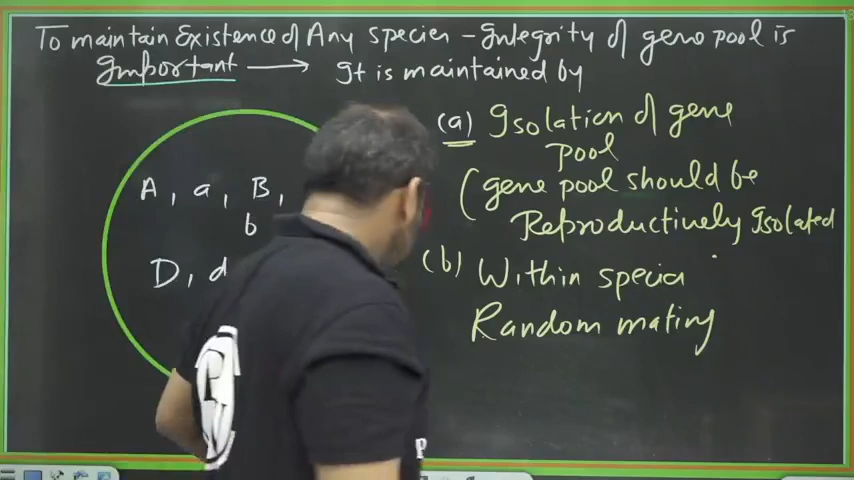 To maintain Existence of Any species - Integrity of gene pool is
Important → It is maintained by
(a) Isolation of gene
pool
(gene pool should be
Reproductively Isolated
(b) Within specie
Random mating
A, a, B,
b
D, d